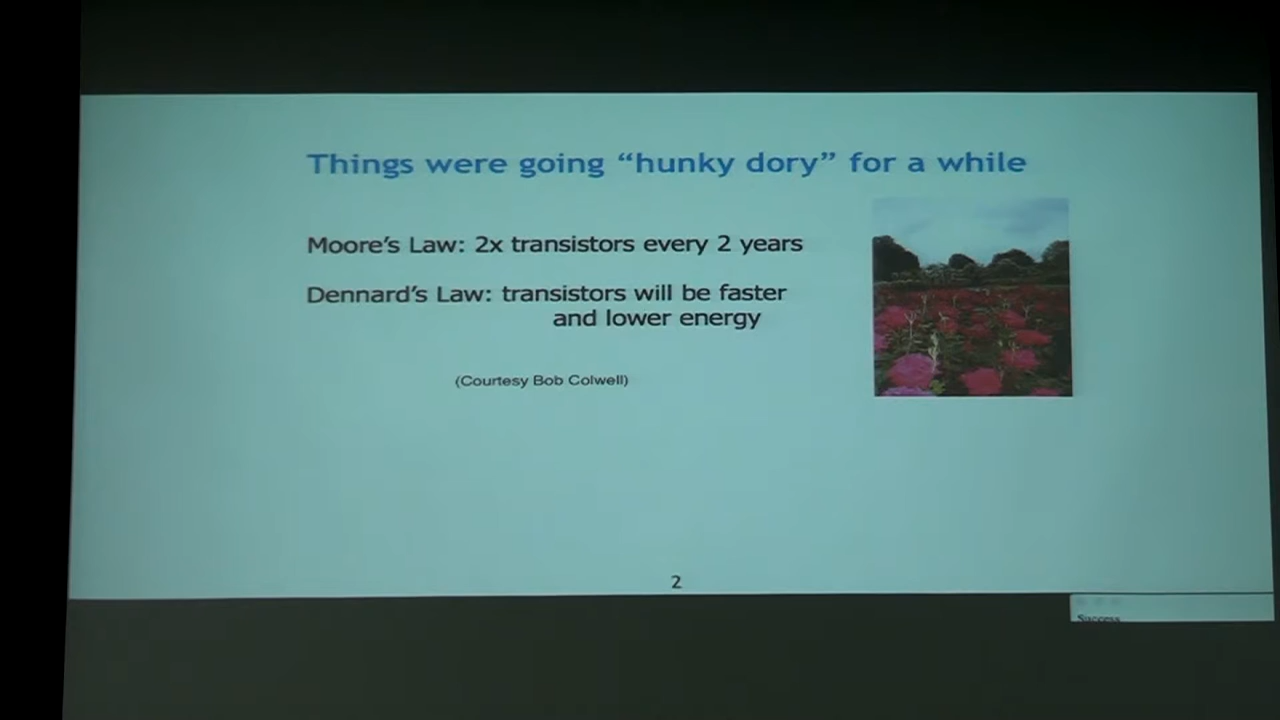 Things were going “hunky dory” for a while
Moore’s Law: 2x transistors every 2 years
Dennard’s Law: transistors will be faster
and lower energy
(Courtesy Bob Colwell)
2
Success